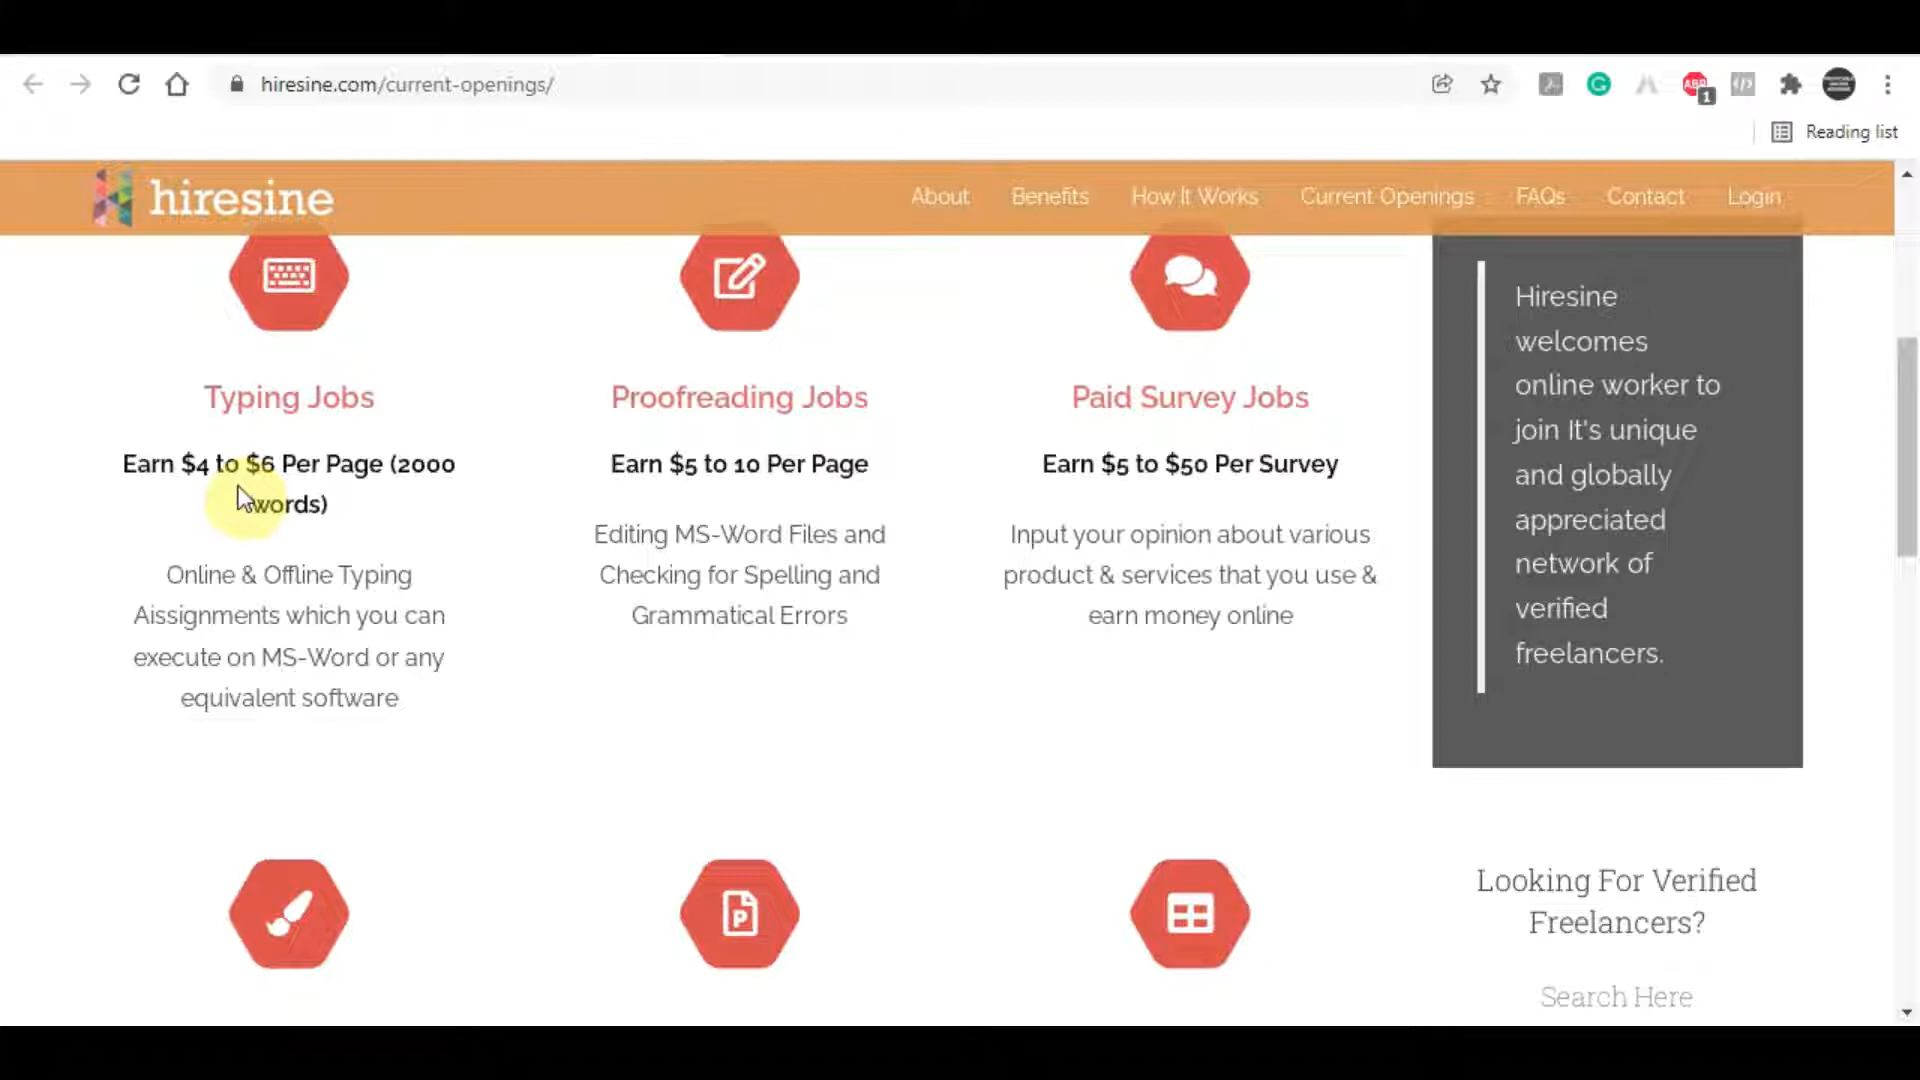 hiresine.com/current-openings/
ABP
1
Reading list
hiresine
About
Benefits
How It Works
Current Openings
FAQs
Contact
Login
Typing Jobs
Earn $4 to $6 Per Page (2000
words)
Online & Offline Typing
Aissignments which you can
execute on MS-Word or any
equivalent software
Proofreading Jobs
Earn $5 to 10 Per Page
Editing MS-Word Files and
Checking for Spelling and
Grammatical Errors
Paid Survey Jobs
Earn $5 to $50 Per Survey
Input your opinion about various
product & services that you use &
earn money online
Hiresine
welcomes
online worker to
join It's unique
and globally
appreciated
network of
verified
freelancers.
P
Looking For Verified
Freelancers?
Search Here